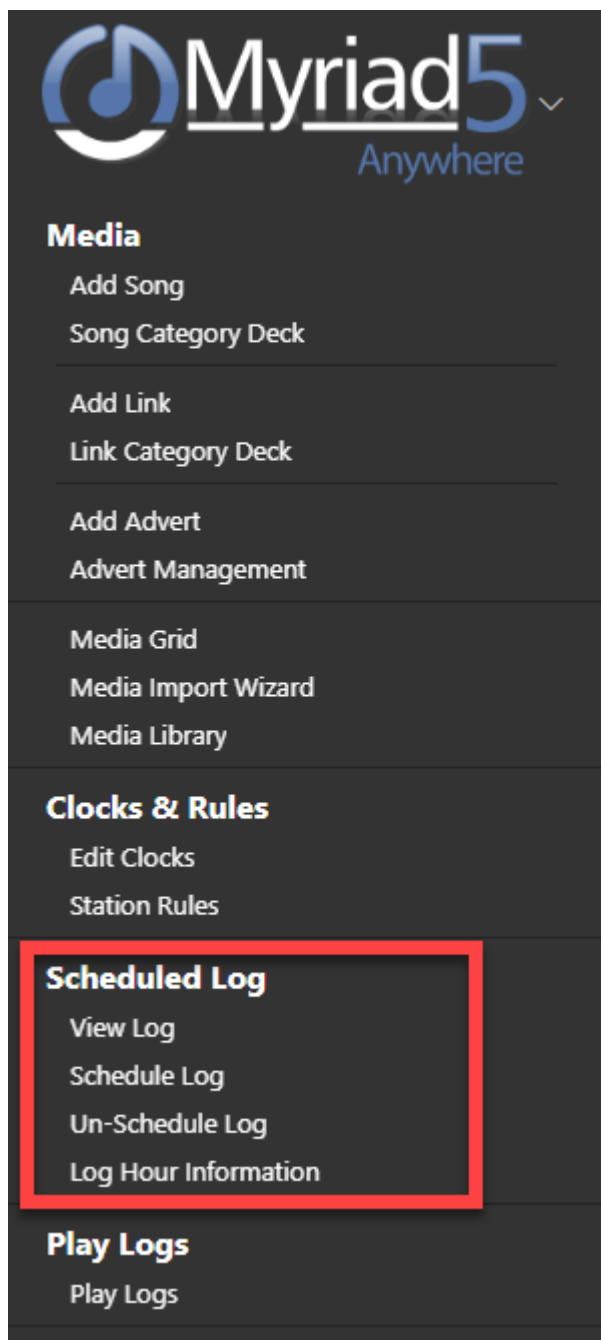 Myriad5
Anywhere
Media
Add Song
Song Category Deck
Add Link
Link Category Deck
Add Advert
Advert Management
Media Grid
Media Import Wizard
Media Library
Clocks & Rules
Edit Clocks
Station Rules
Scheduled Log
View Log
Schedule Log
Un-Schedule Log
Log Hour Information
Play Logs
Play Logs